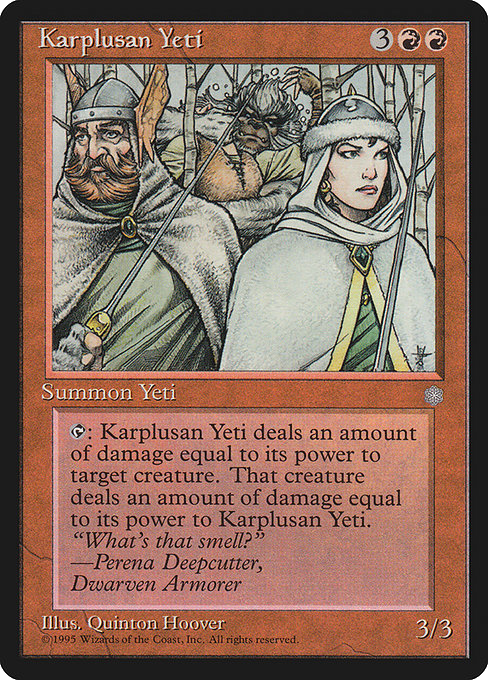 Karplusan Yeti 3
Summon Yeti
: Karplusan Yeti deals an amount
of damage equal to its power to
target creature. That creature
deals an amount of damage equal
to its power to Karplusan Yeti.
“What's that smell?”
—Perena Deepcutter,
Dwarven Armorer
Illus. Quinton Hoover
©1995 Wizards of the Coast, Inc. All rights reserved.
3/3